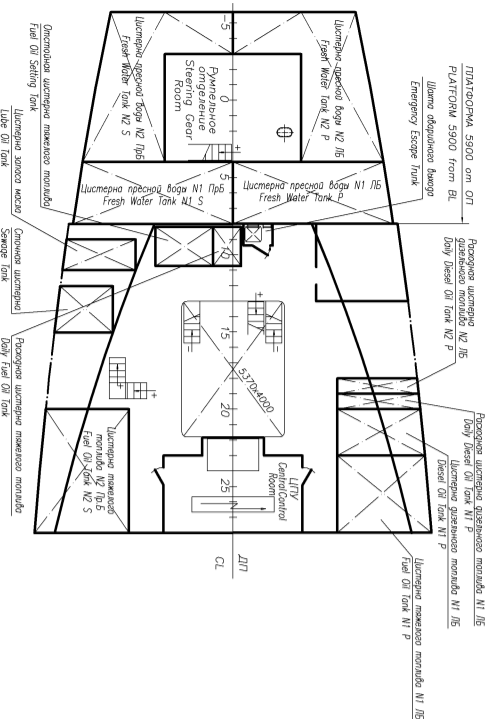 ПЛАТФОРМА 5900 от ОП
PLATFORM 5900 from BL
Шахта аварийного выхода
Emergency Escape Trunk
Расходная цистерна
дизельного топлива N2 ЛБ
Daily Diesel Oil Tank N2 P
Расходная цистерна дизельного топлива N1 ЛБ
Daily Diesel Oil Tank N1 P
Цистерна дизельного топлива N1 ЛБ
Diesel Oil Tank N1 P
Цистерна тяжелого топлива N1 ЛБ
Fuel Oil Tank N1 P
Цистерна пресной воды N2 ЛБ
Fresh Water Tank N2 P
Румпельное
отделение
Steering Gear
Room
Цистерна пресной воды N2 ПрБ
Fresh Water Tank N2 S
Цистерна пресной воды N1 ЛБ
Fresh Water Tank P
Цистерна пресной воды N1 ПрБ
Fresh Water Tank N1 S
-5
0
5
10
15
20
25
5370x4000
ЦПУ
Central Control
Room
ДП
CL
Цистерна тяжелого
топлива N2 Пр.Б
Fuel Oil Tank N2 S
Отстойная цистерна тяжелого топлива
Fuel Oil Setting Tank
Цистерна запаса масла
Lube Oil Tank
Сточная цистерна
Sewage Tank
Расходная цистерна тяжелого топлива
Daily Fuel Oil Tank